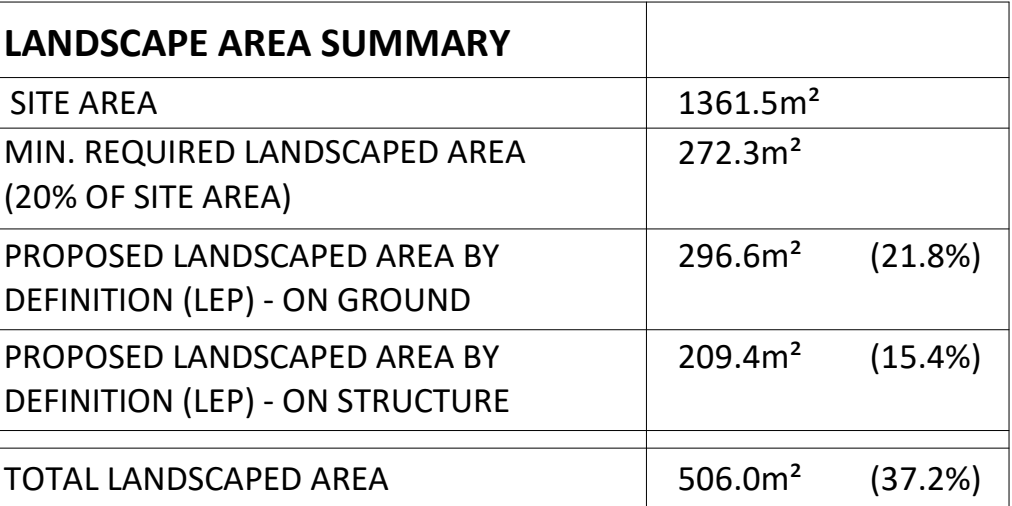 LANDSCAPE AREA SUMMARY
SITE AREA 1361.5m²
MIN. REQUIRED LANDSCAPED AREA 272.3m²
(20% OF SITE AREA)
PROPOSED LANDSCAPED AREA BY 296.6m² (21.8%)
DEFINITION (LEP) - ON GROUND
PROPOSED LANDSCAPED AREA BY 209.4m² (15.4%)
DEFINITION (LEP) - ON STRUCTURE
TOTAL LANDSCAPED AREA 506.0m² (37.2%)